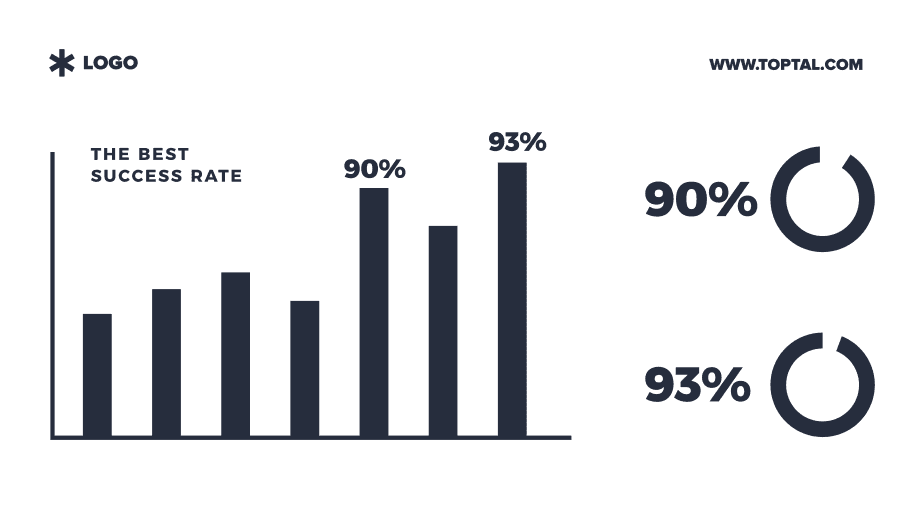 LOGO
WWW.TOPTAL.COM
THE BEST
SUCCESS RATE
90%
93%
90%
93%